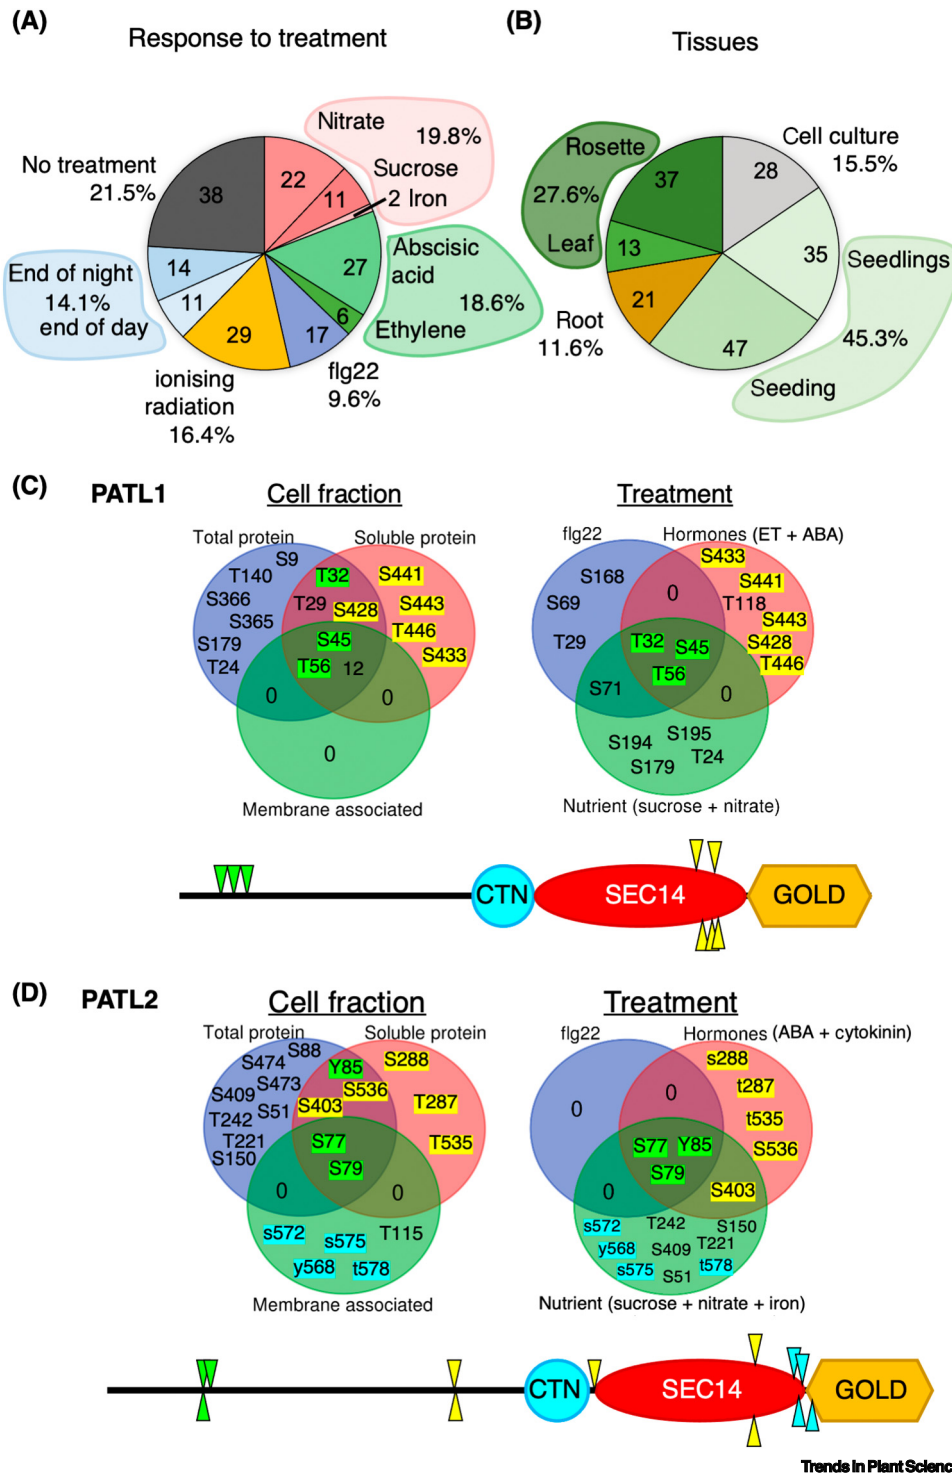 (A)
Response to treatment
Nitrate
19.8%
Sucrose
2 Iron
No treatment
21.5%
38
22
11
Abscisic
acid
27
18.6%
6
Ethylene
End of night
14.1%
end of day
14
11
29
17
flg22
9.6%
ionising
radiation
16.4%
(B)
Tissues
Rosette
27.6%
Leaf
Cell culture
15.5%
37
28
13
35
Seedlings
45.3%
21
47
Root
11.6%
Seeding
(C)
PATL1
Cell fraction
Total protein
Soluble protein
S9
T140
T32
S441
S366
T29
S428
S443
S365
T446
S179
S45
S433
T24
T56
12
0
0
0
Membrane associated
Treatment
flg22
Hormones (ET + ABA)
S433
S168
S441
0
S69
T118
S443
T29
T32
S45
S428
T446
T56
S71
0
S194
S195
S179
T24
Nutrient (sucrose + nitrate)
CTN
SEC14
GOLD
(D)
PATL2
Cell fraction
Total protein
Soluble protein
S88
S474
Y85
S288
S473
S409
S536
T287
S51
S403
T242
T221
S77
T535
S150
S79
0
0
s572
s575
T115
y568
t578
Membrane associated
Treatment
flg22
Hormones (ABA + cytokinin)
s288
t287
0
0
t535
S77
Y85
S536
S79
0
S403
s572
T242
S150
y568
S409
T221
s575
S51
t578
Nutrient (sucrose + nitrate + iron)
CTN
SEC14
GOLD
Trends in Plant Science